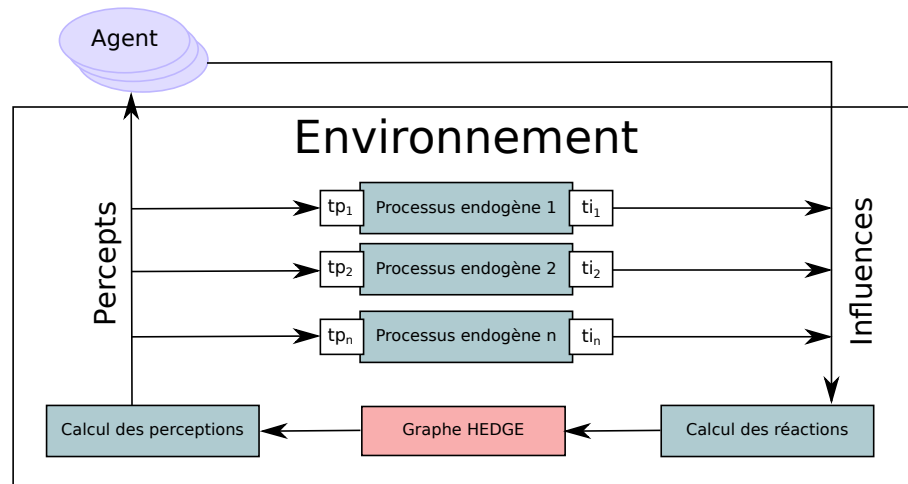 Agent
Environnement
tp1 Processus endogène 1 ti1
tp2 Processus endogène 2 ti2
tpn Processus endogène n tin
Percepts
Influences
Calcul des perceptions
Graphe HEDGE
Calcul des réactions